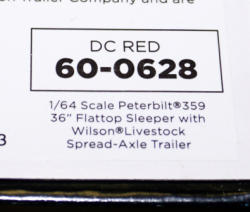 Trailer Company and are
DC RED
60-0628
1/64 Scale Peterbilt®359
36" Flattop Sleeper with
Wilson®Livestock
Spread-Axle Trailer
3